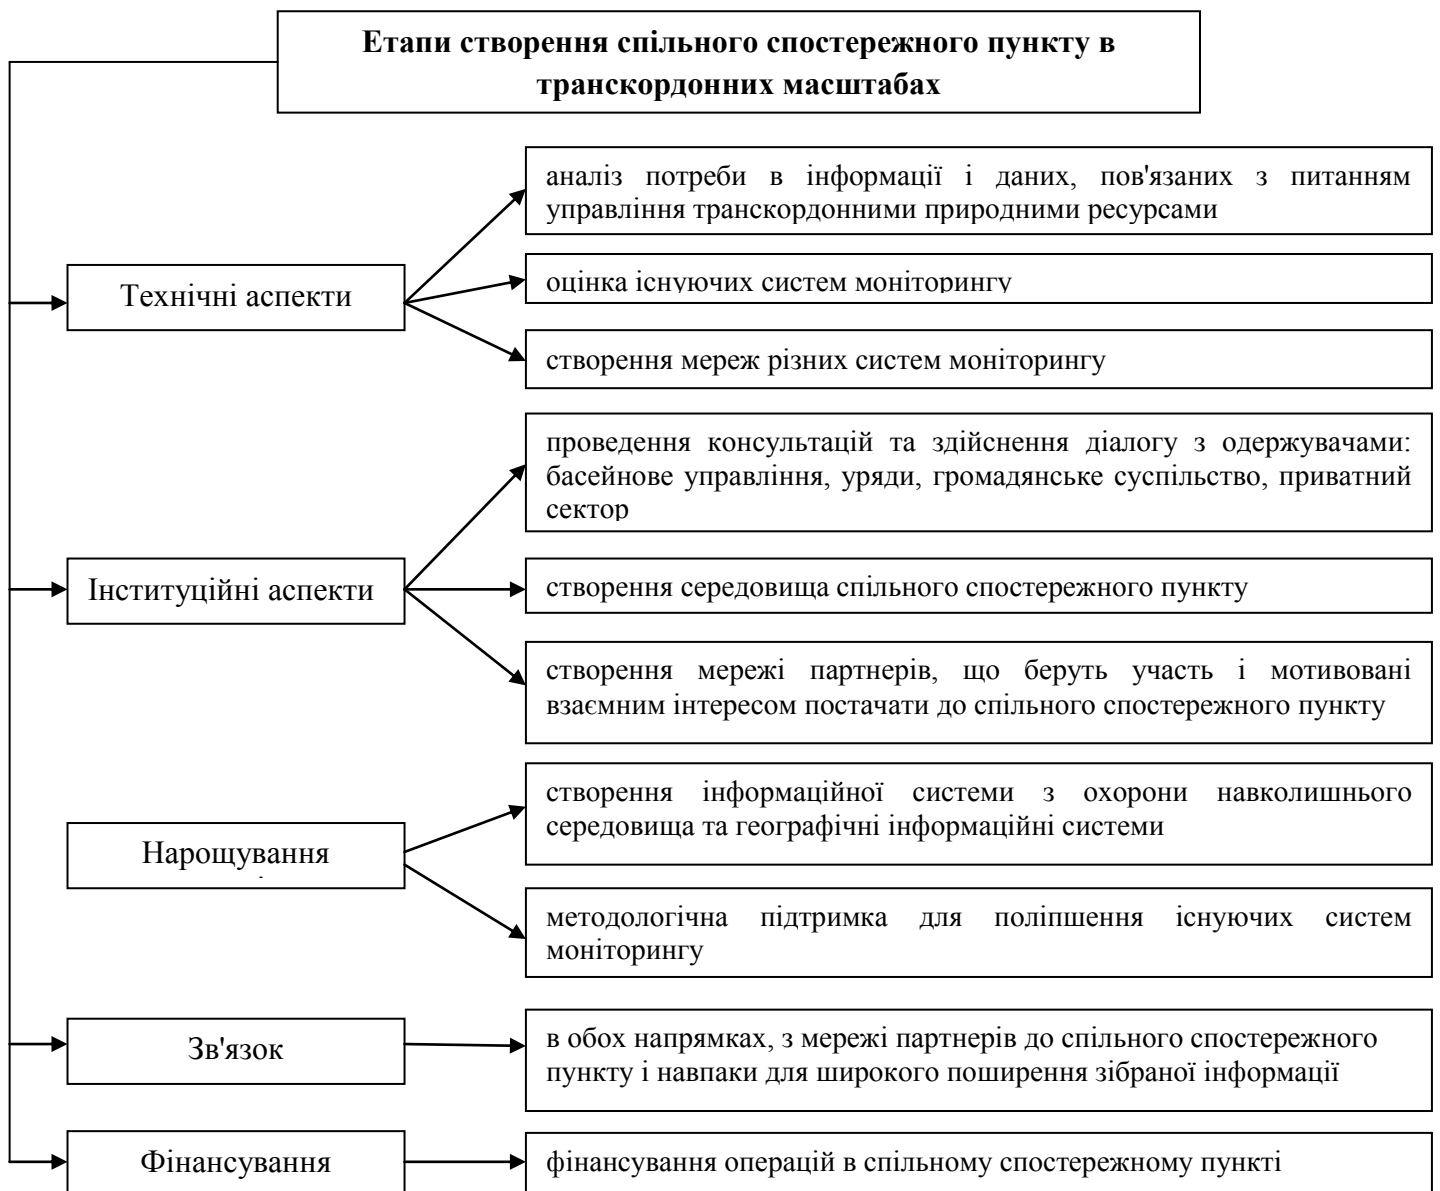 Етапи створення спільного спостережного пункту в
транскордонних масштабах
Технічні аспекти
аналіз потреби в інформації і даних, пов'язаних з питанням
управління транскордонними природними ресурсами
оцінка існуючих систем моніторингу
створення мереж різних систем моніторингу
Інституційні аспекти
проведення консультацій та здійснення діалогу з одержувачами:
басейнове управління, уряди, громадянське суспільство, приватний
сектор
створення середовища спільного спостережного пункту
створення мережі партнерів, що беруть участь і мотивовані
взаємним інтересом постачати до спільного спостережного пункту
Нарощування
створення інформаційної системи з охорони навколишнього
середовища та географічні інформаційні системи
методологічна підтримка для поліпшення існуючих систем
моніторингу
Зв'язок
в обох напрямках, з мережі партнерів до спільного спостережного
пункту і навпаки для широкого поширення зібраної інформації
Фінансування
фінансування операцій в спільному спостережному пункті